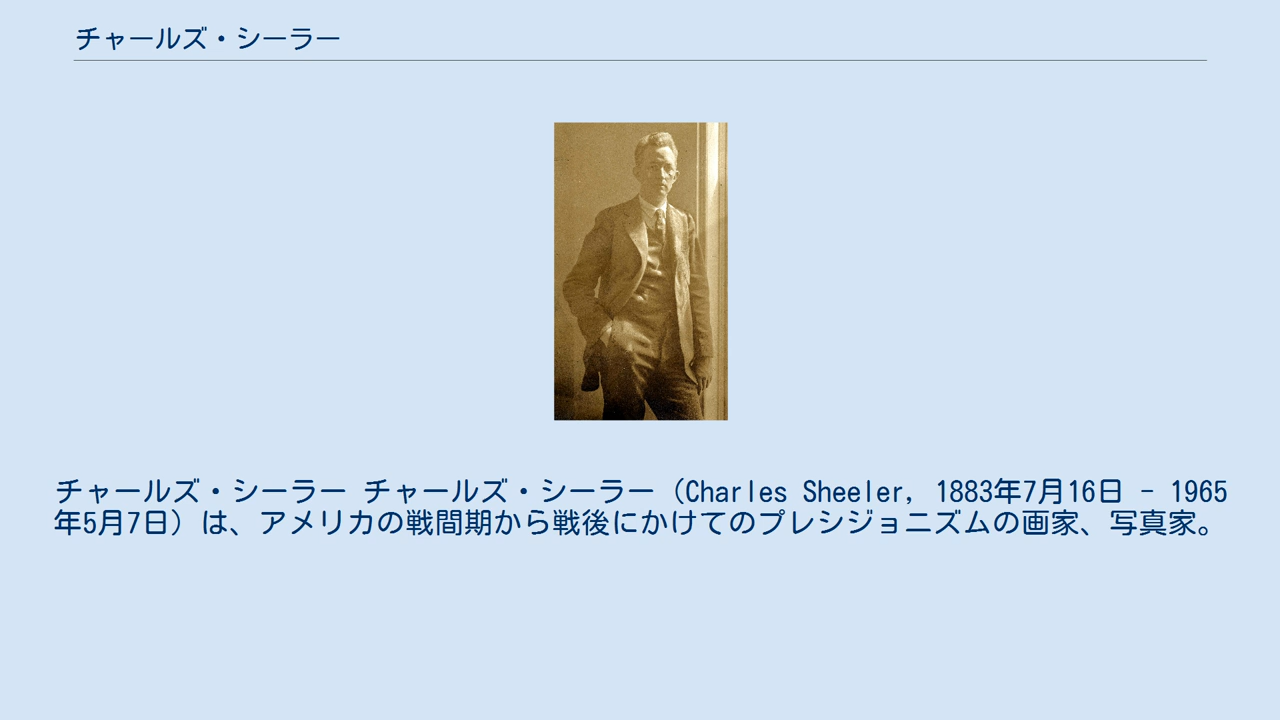 チャールズ・シーラー
チャールズ・シーラー チャールズ・シーラー（Charles Sheeler, 1883年7月16日 - 1965
年5月7日）は、アメリカの戦間期から戦後にかけてのプレシジョニズムの画家、写真家。